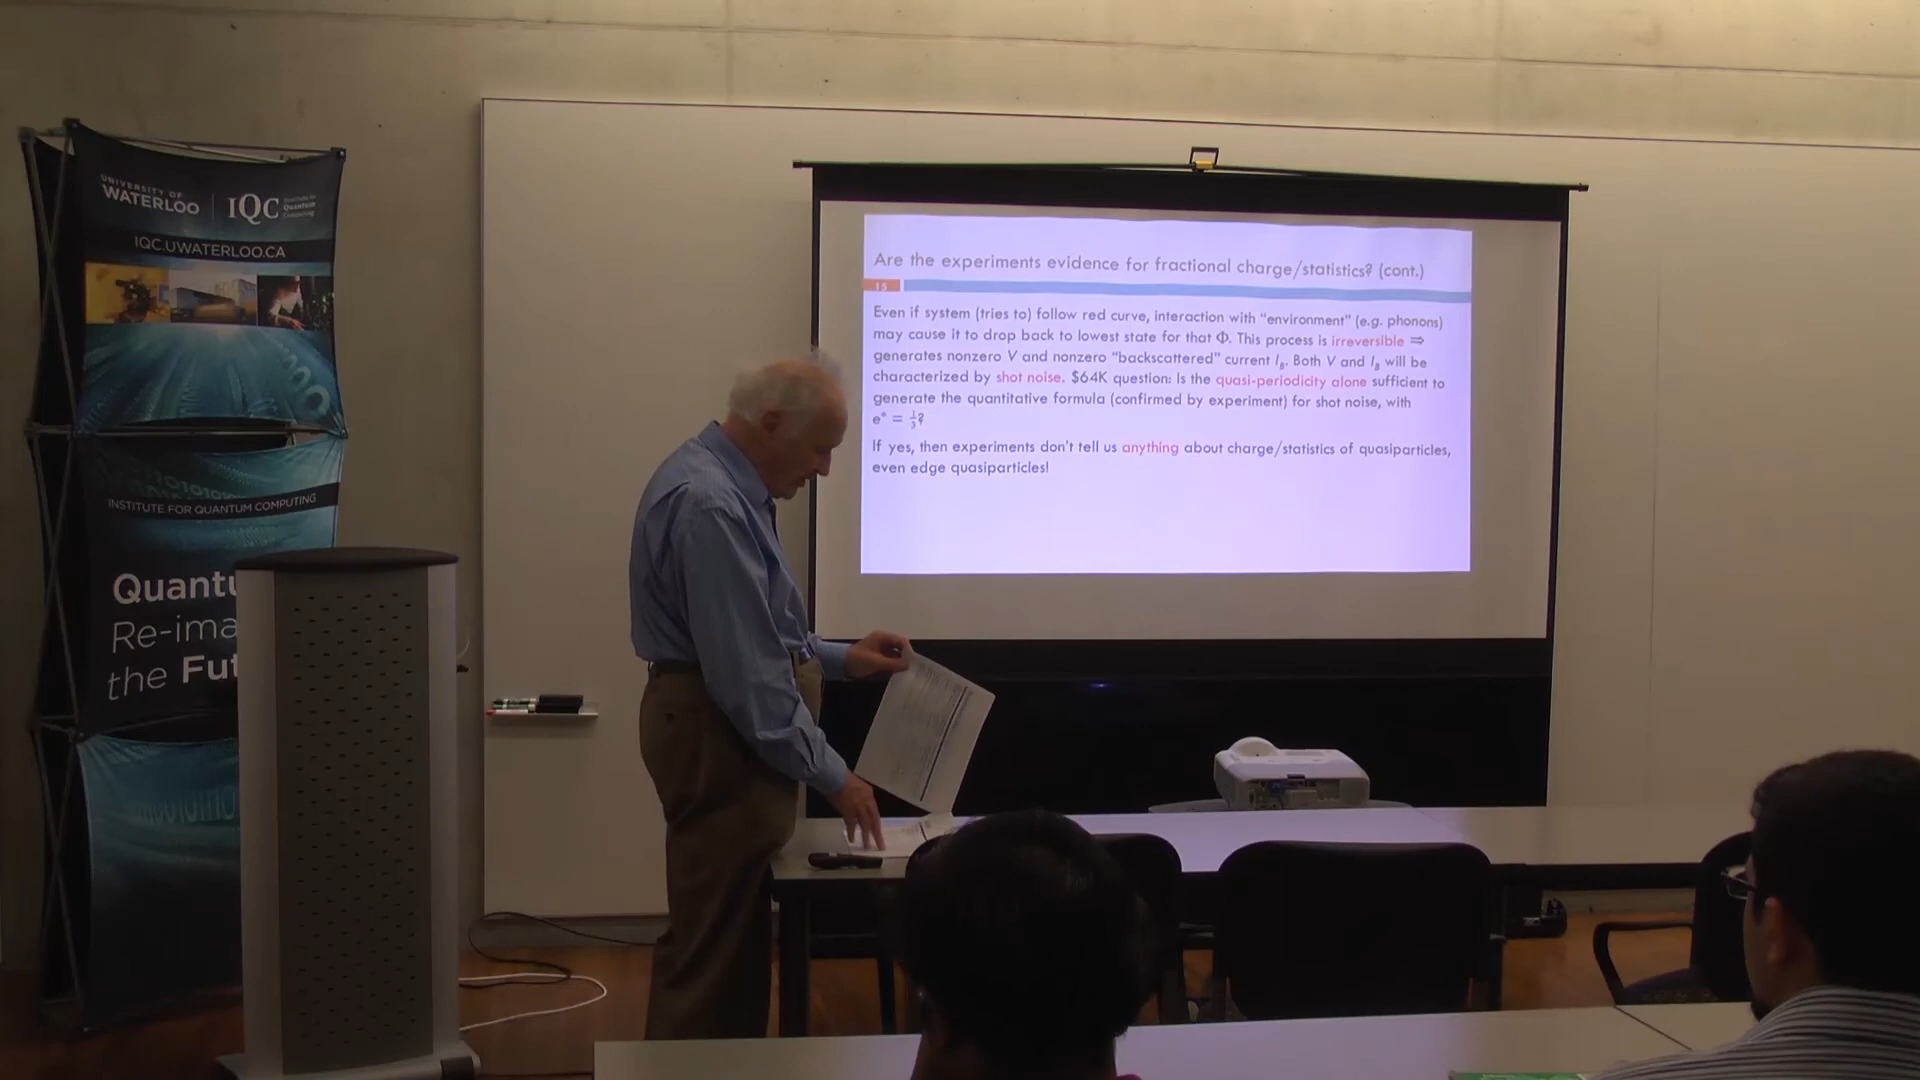 UNIVERSITY OF
WATERLOO
IQC
Institute for
Quantum
Computing
IQC.UWATERLOO.CA
INSTITUTE FOR QUANTUM COMPUTING
Quantu
Re-ima
the Fut
Are the experiments evidence for fractional charge/statistics? (cont.)
15
Even if system (tries to) follow red curve, interaction with “environment” (e.g. phonons)
may cause it to drop back to lowest state for that Φ. This process is irreversible ⇒
generates nonzero V and nonzero “backscattered” current I_B. Both V and I_B will be
characterized by shot noise. $64K question: Is the quasi-periodicity alone sufficient to
generate the quantitative formula (confirmed by experiment) for shot noise, with
e* = 1/3?
If yes, then experiments don't tell us anything about charge/statistics of quasiparticles,
even edge quasiparticles!